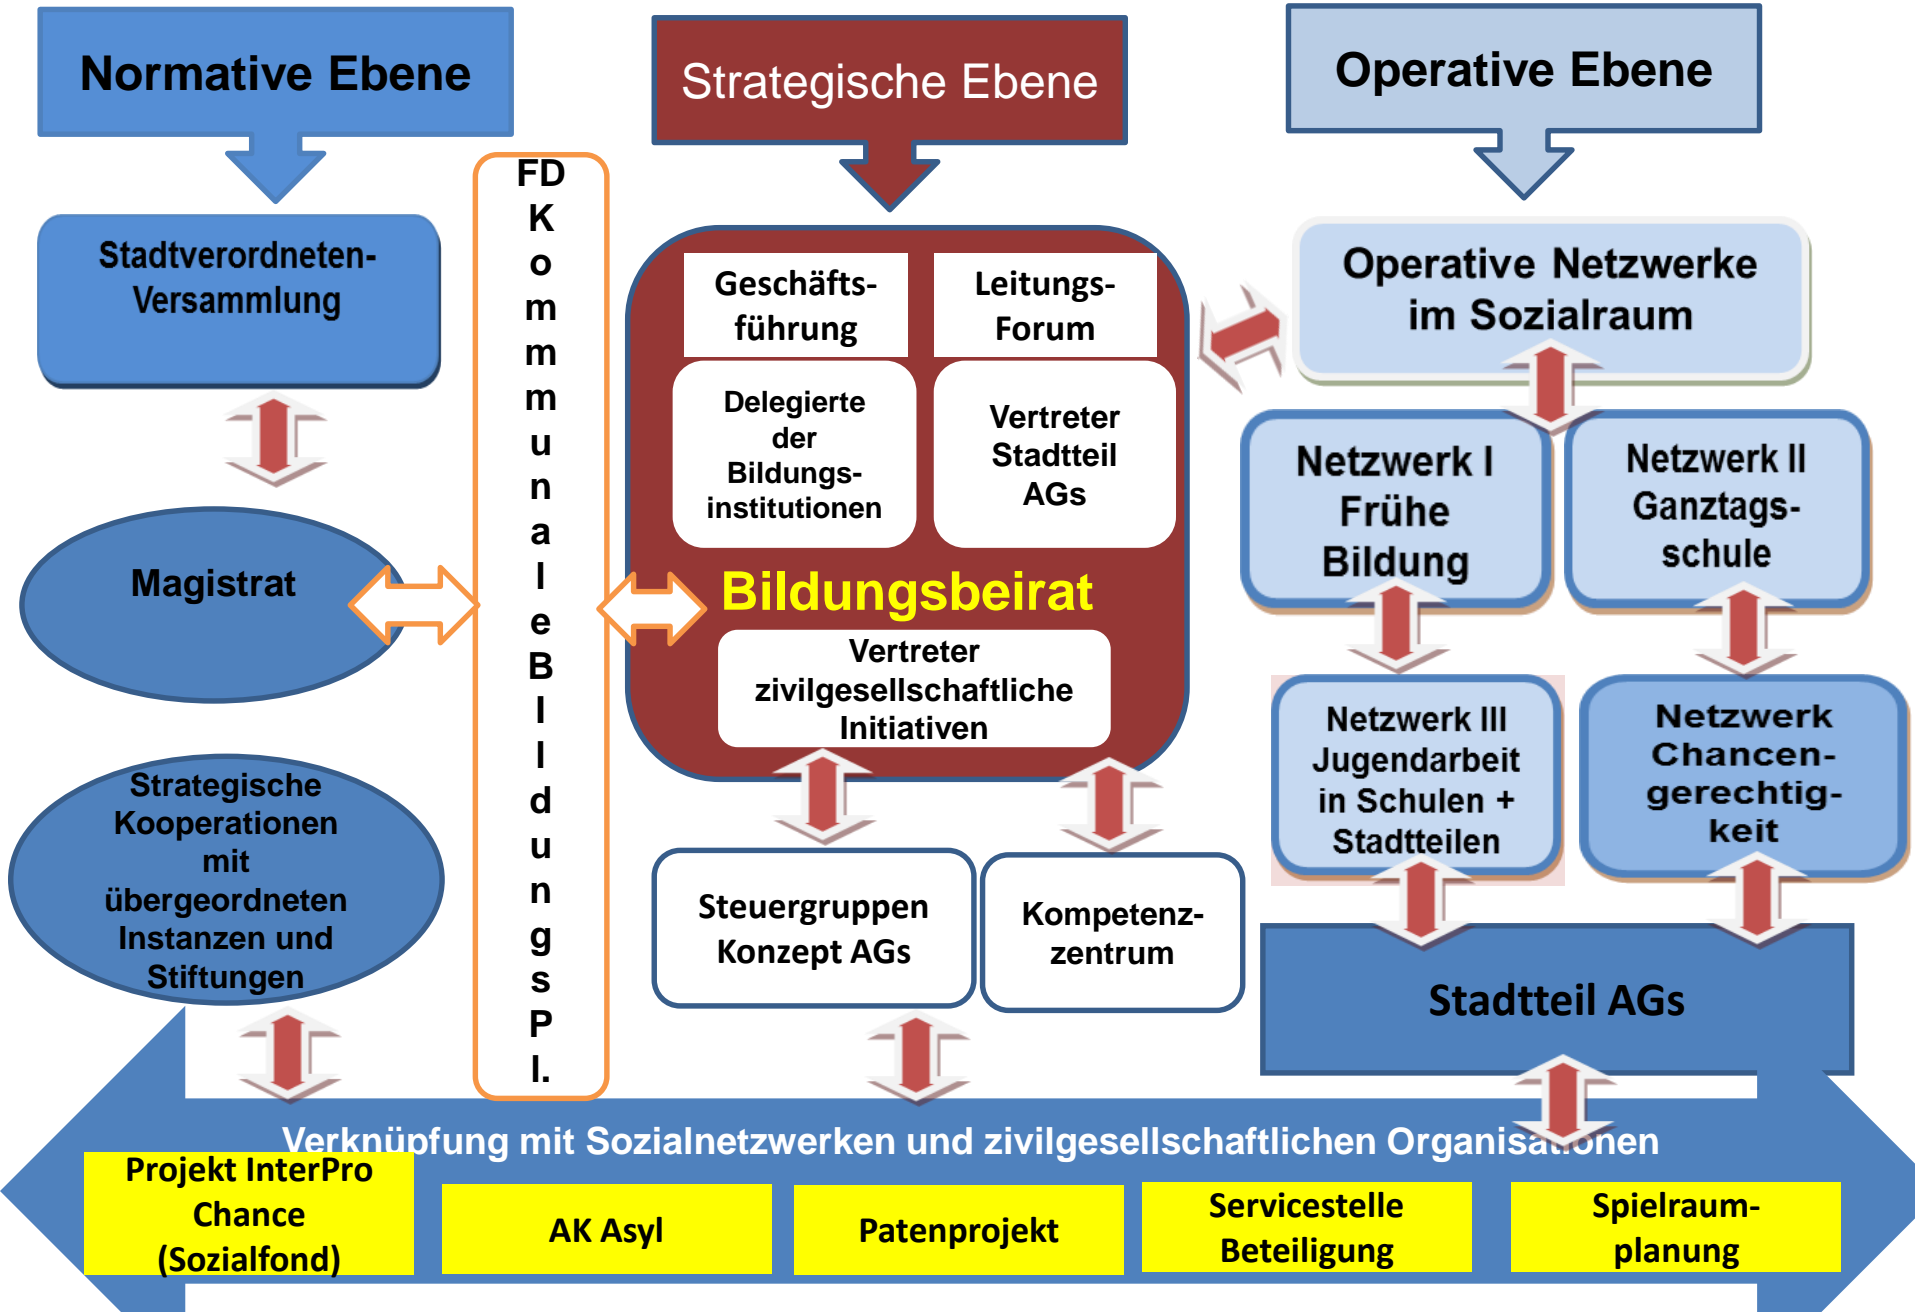 Normative Ebene
Strategische Ebene
Operative Ebene
Stadtverordneten-
Versammlung
Magistrat
Strategische
Kooperationen
mit
übergeordneten
Instanzen und
Stiftungen
FD
K
o
m
m
m
u
n
a
l
e
B
I
l
d
u
n
g
s
P
l.
Geschäfts-
führung
Leitungs-
Forum
Delegierte
der
Bildungs-
institutionen
Vertreter
Stadtteil
AGs
Bildungsbeirat
Vertreter
zivilgesellschaftliche
Initiativen
Steuergruppen
Konzept AGs
Kompetenz-
zentrum
Operative Netzwerke
im Sozialraum
Netzwerk I
Frühe
Bildung
Netzwerk II
Ganztags-
schule
Netzwerk III
Jugendarbeit
in Schulen +
Stadtteilen
Netzwerk
Chancen-
gerechtig-
keit
Stadtteil AGs
Verknüpfung mit Sozialnetzwerken und zivilgesellschaftlichen Organisationen
Projekt InterPro
Chance
(Sozialfond)
AK Asyl
Patenprojekt
Servicestelle
Beteiligung
Spielraum-
planung